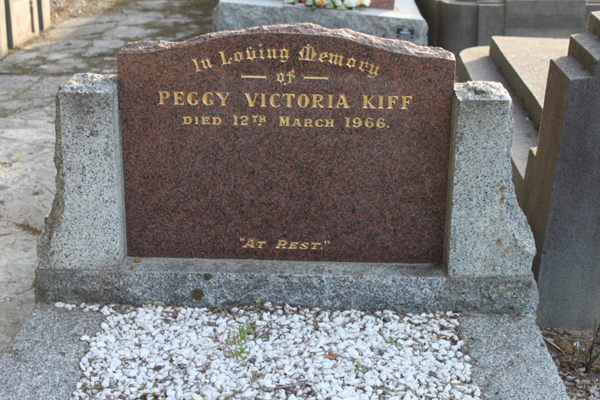 In Loving Memory
of
PEGGY VICTORIA KIFF
DIED 12TH MARCH 1966.
"AT REST."